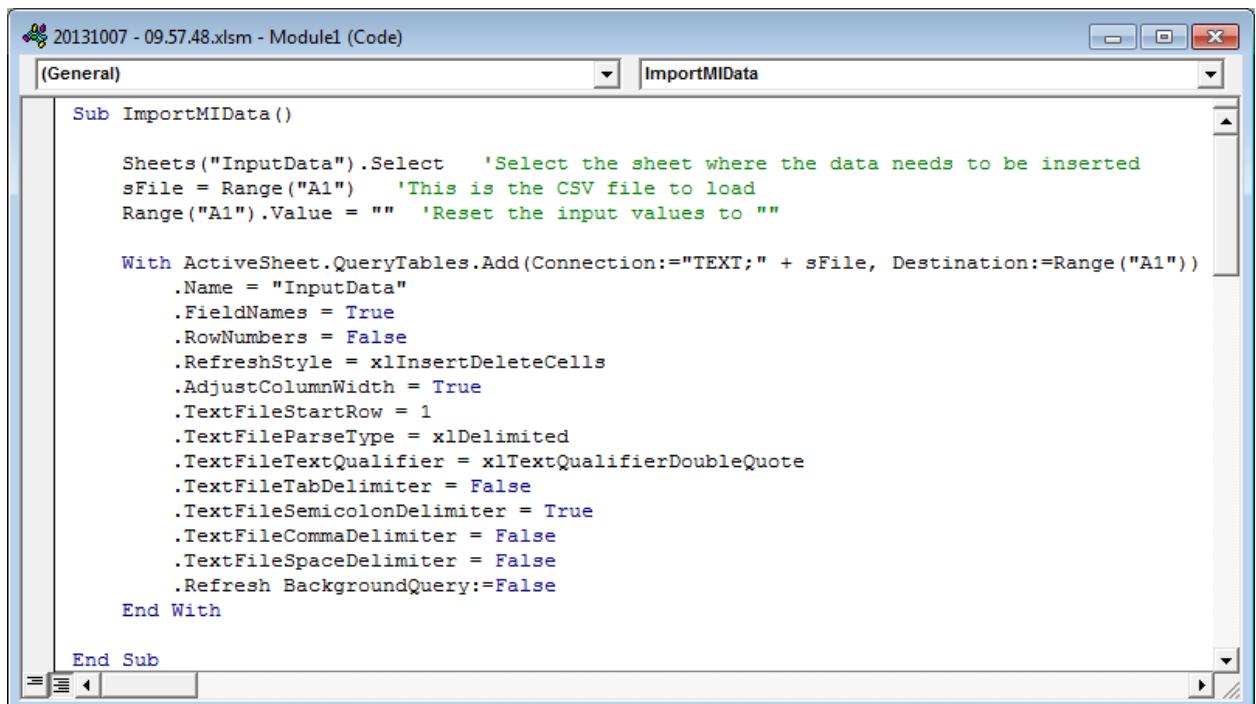 20131007 - 09.57.48.xlsm - Module1 (Code)
(General) ImportMIData
Sub ImportMIData()
Sheets("InputData").Select 'Select the sheet where the data needs to be inserted
sFile = Range("A1") 'This is the CSV file to load
Range("A1").Value = "" 'Reset the input values to ""
With ActiveSheet.QueryTables.Add(Connection:="TEXT;" + sFile, Destination:=Range("A1"))
.Name = "InputData"
.FieldNames = True
.RowNumbers = False
.RefreshStyle = xlInsertDeleteCells
.AdjustColumnWidth = True
.TextFileStartRow = 1
.TextFileParseType = xlDelimited
.TextFileTextQualifier = xlTextQualifierDoubleQuote
.TextFileTabDelimiter = False
.TextFileSemicolonDelimiter = True
.TextFileCommaDelimiter = False
.TextFileSpaceDelimiter = False
.Refresh BackgroundQuery:=False
End With
End Sub